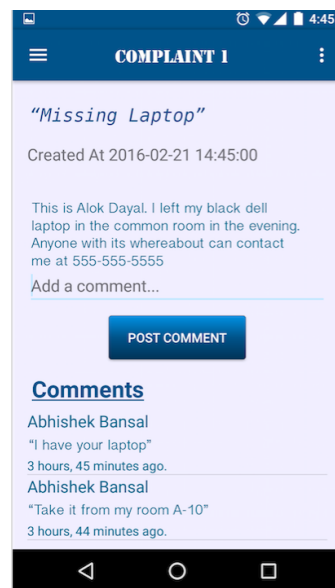 4:45
COMPLAINT 1
“Missing Laptop”
Created At 2016-02-21 14:45:00
This is Alok Dayal. I left my black dell
laptop in the common room in the evening.
Anyone with its whereabout can contact
me at 555-555-5555
Add a comment...
POST COMMENT
Comments
Abhishek Bansal
“I have your laptop”
3 hours, 45 minutes ago.
Abhishek Bansal
“Take it from my room A-10”
3 hours, 44 minutes ago.